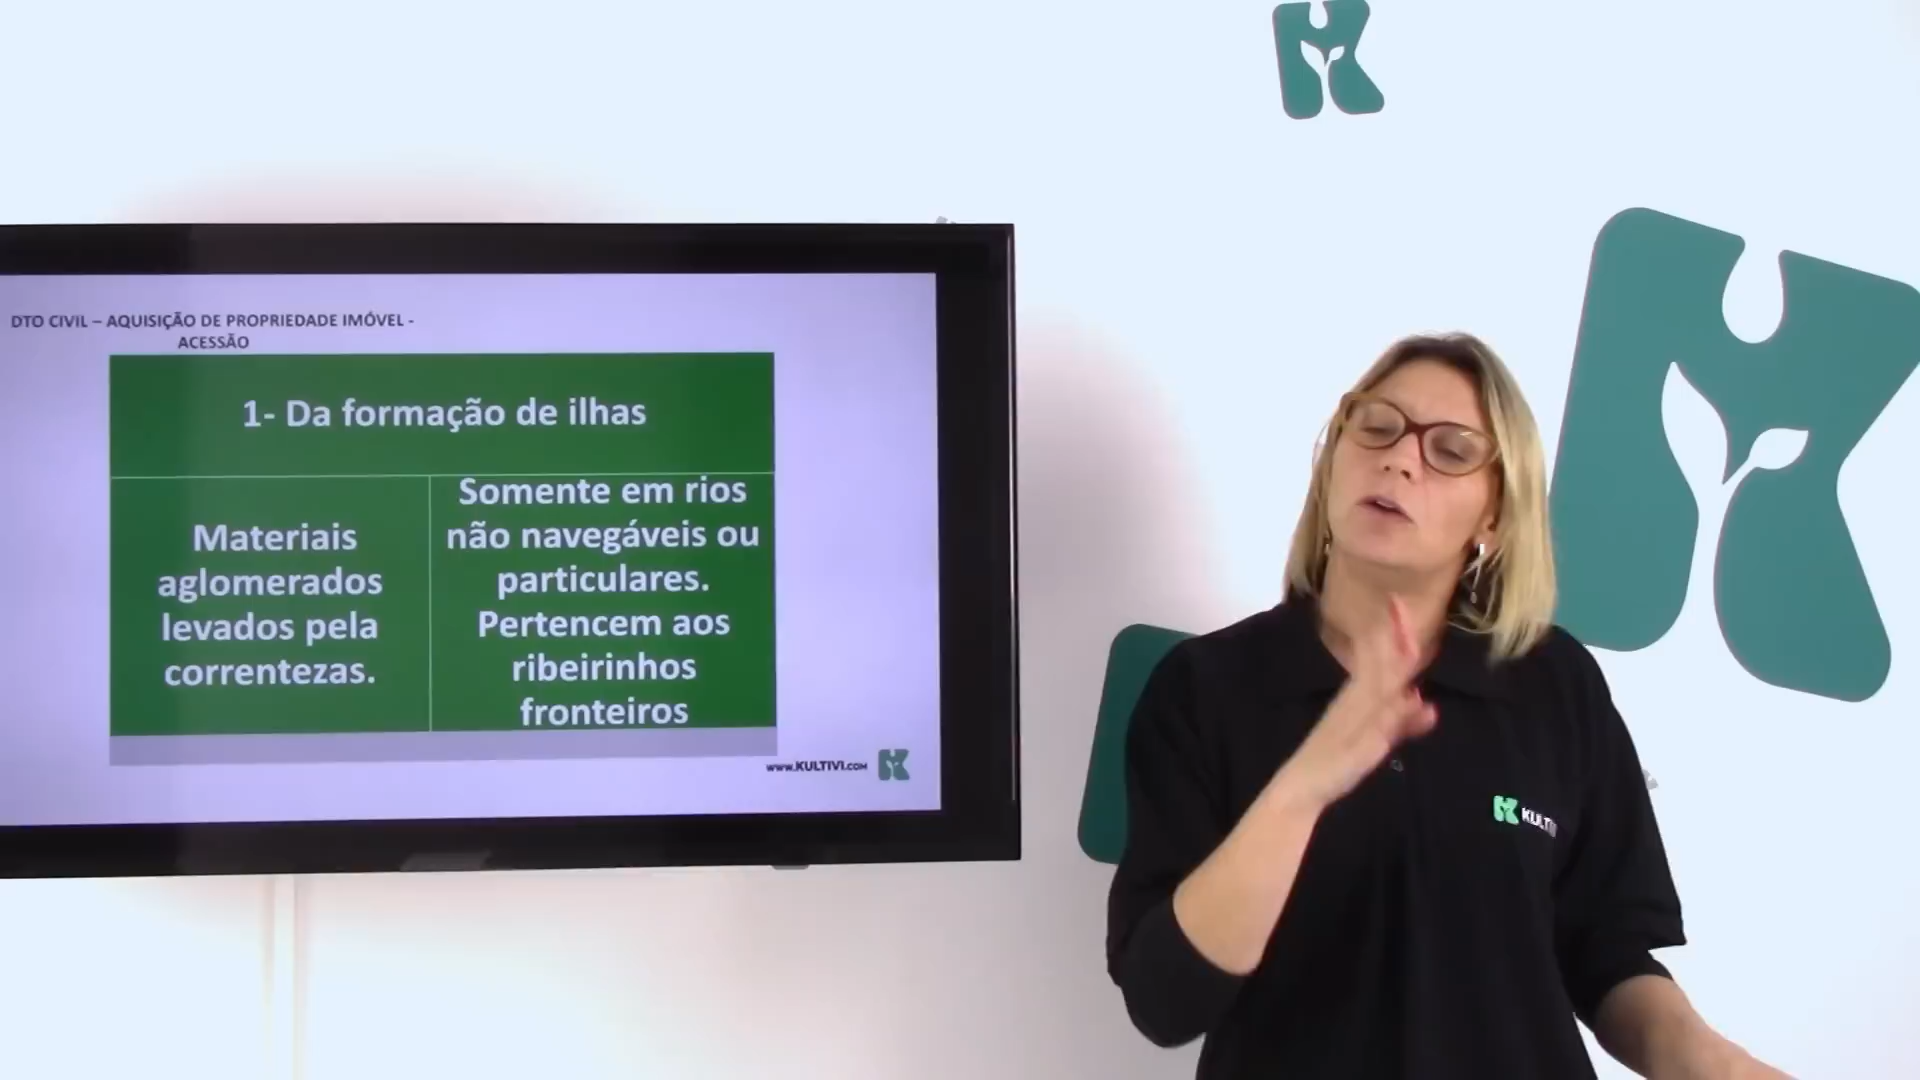 DTO CIVIL – AQUISIÇÃO DE PROPRIEDADE IMÓVEL -
ACESSÃO
1- Da formação de ilhas
Materiais
aglomerados
levados pela
correntezas.
Somente em rios
não navegáveis ou
particulares.
Pertencem aos
ribeirinhos
fronteiros
www.KULTIVI.COM
KULTIVI